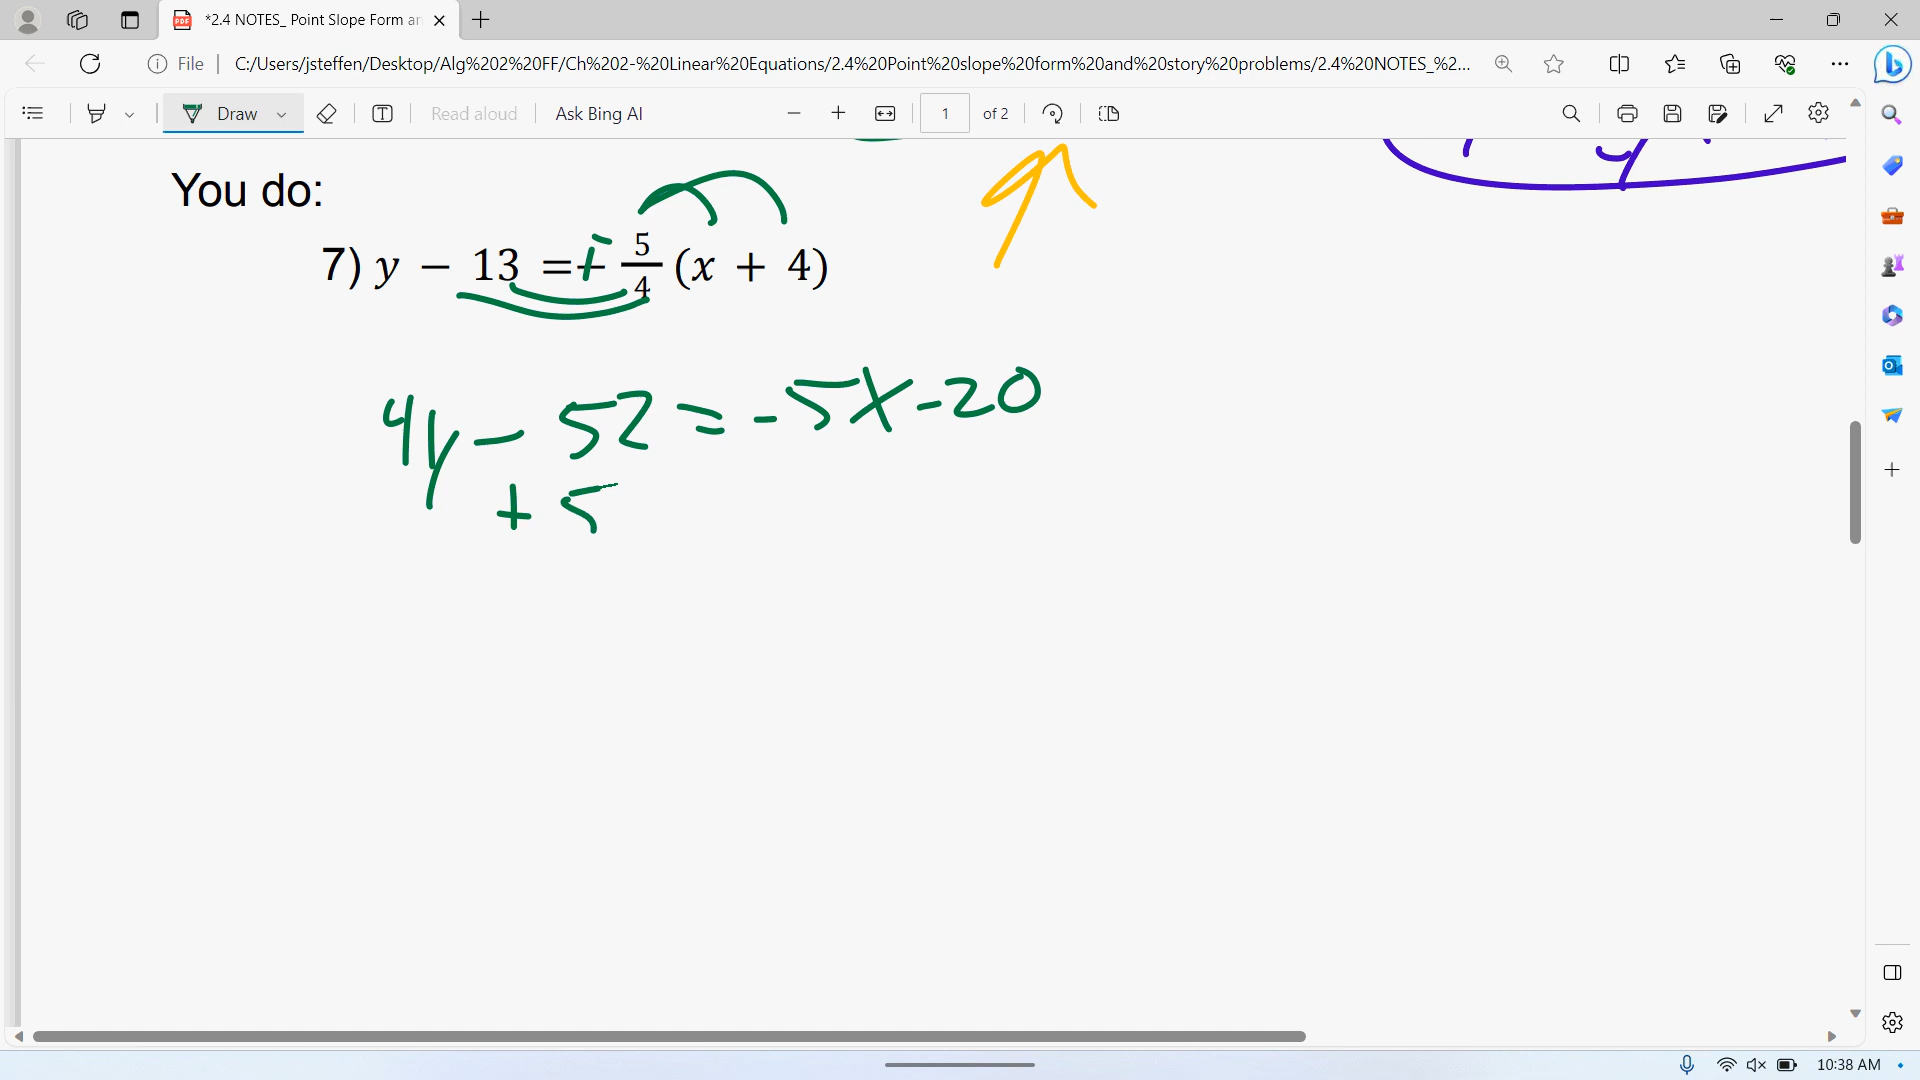 *2.4 NOTES_ Point Slope Form an
File
C:/Users/jsteffen/Desktop/Alg%202%20FF/Ch%202-%20Linear%20Equations/2.4%20Point%20slope%20form%20and%20story%20problems/2.4%20NOTES_%2...
Draw
Read aloud
Ask Bing AI
1 of 2
You do:
7) y − 13 = − 5/4 (x + 4)
4y − 52 = -5x - 20
+ 5
10:38 AM